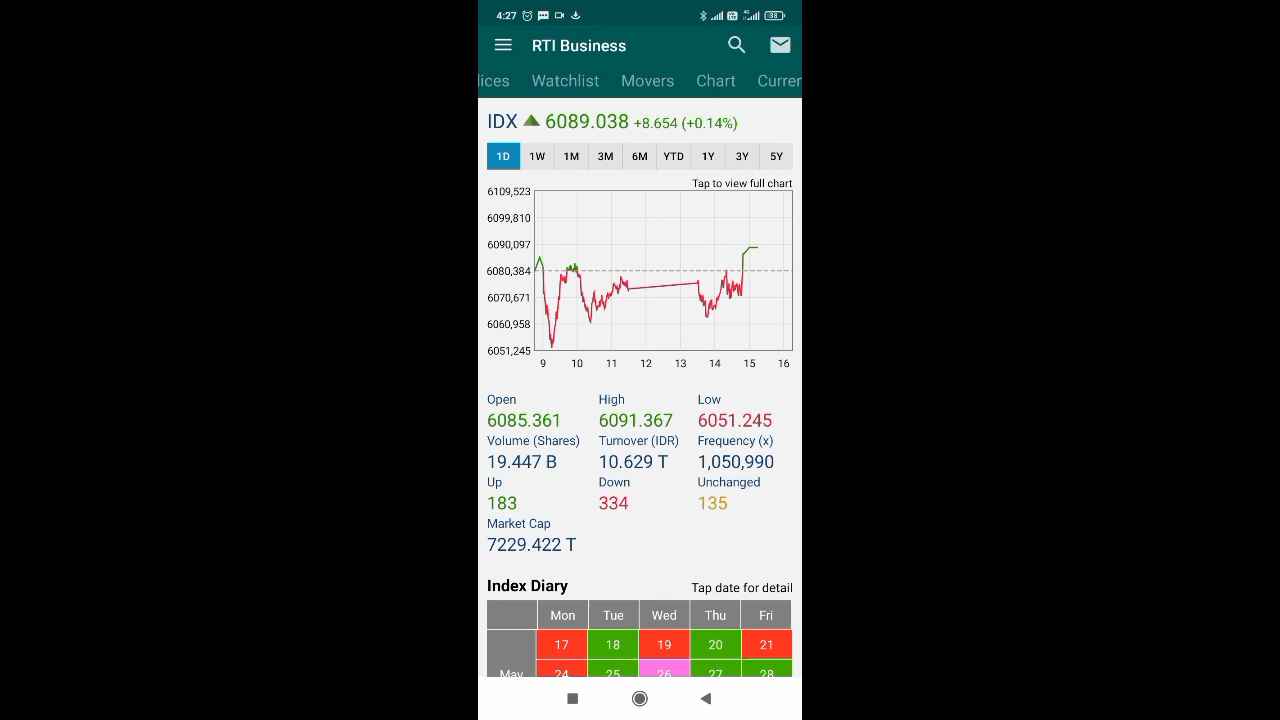 4:27
4G 38
RTI Business
lices Watchlist Movers Chart Curren
IDX 6089.038 +8.654 (+0.14%)
1D 1W 1M 3M 6M YTD 1Y 3Y 5Y
Tap to view full chart
6109,523
6099,810
6090,097
6080,384
6070,671
6060,958
6051,245
9 10 11 12 13 14 15 16
Open High Low
6085.361 6091.367 6051.245
Volume (Shares) Turnover (IDR) Frequency (x)
19.447 B 10.629 T 1,050,990
Up Down Unchanged
183 334 135
Market Cap
7229.422 T
Index Diary Tap date for detail
Mon Tue Wed Thu Fri
17 18 19 20 21
May 24 25 26 27 28